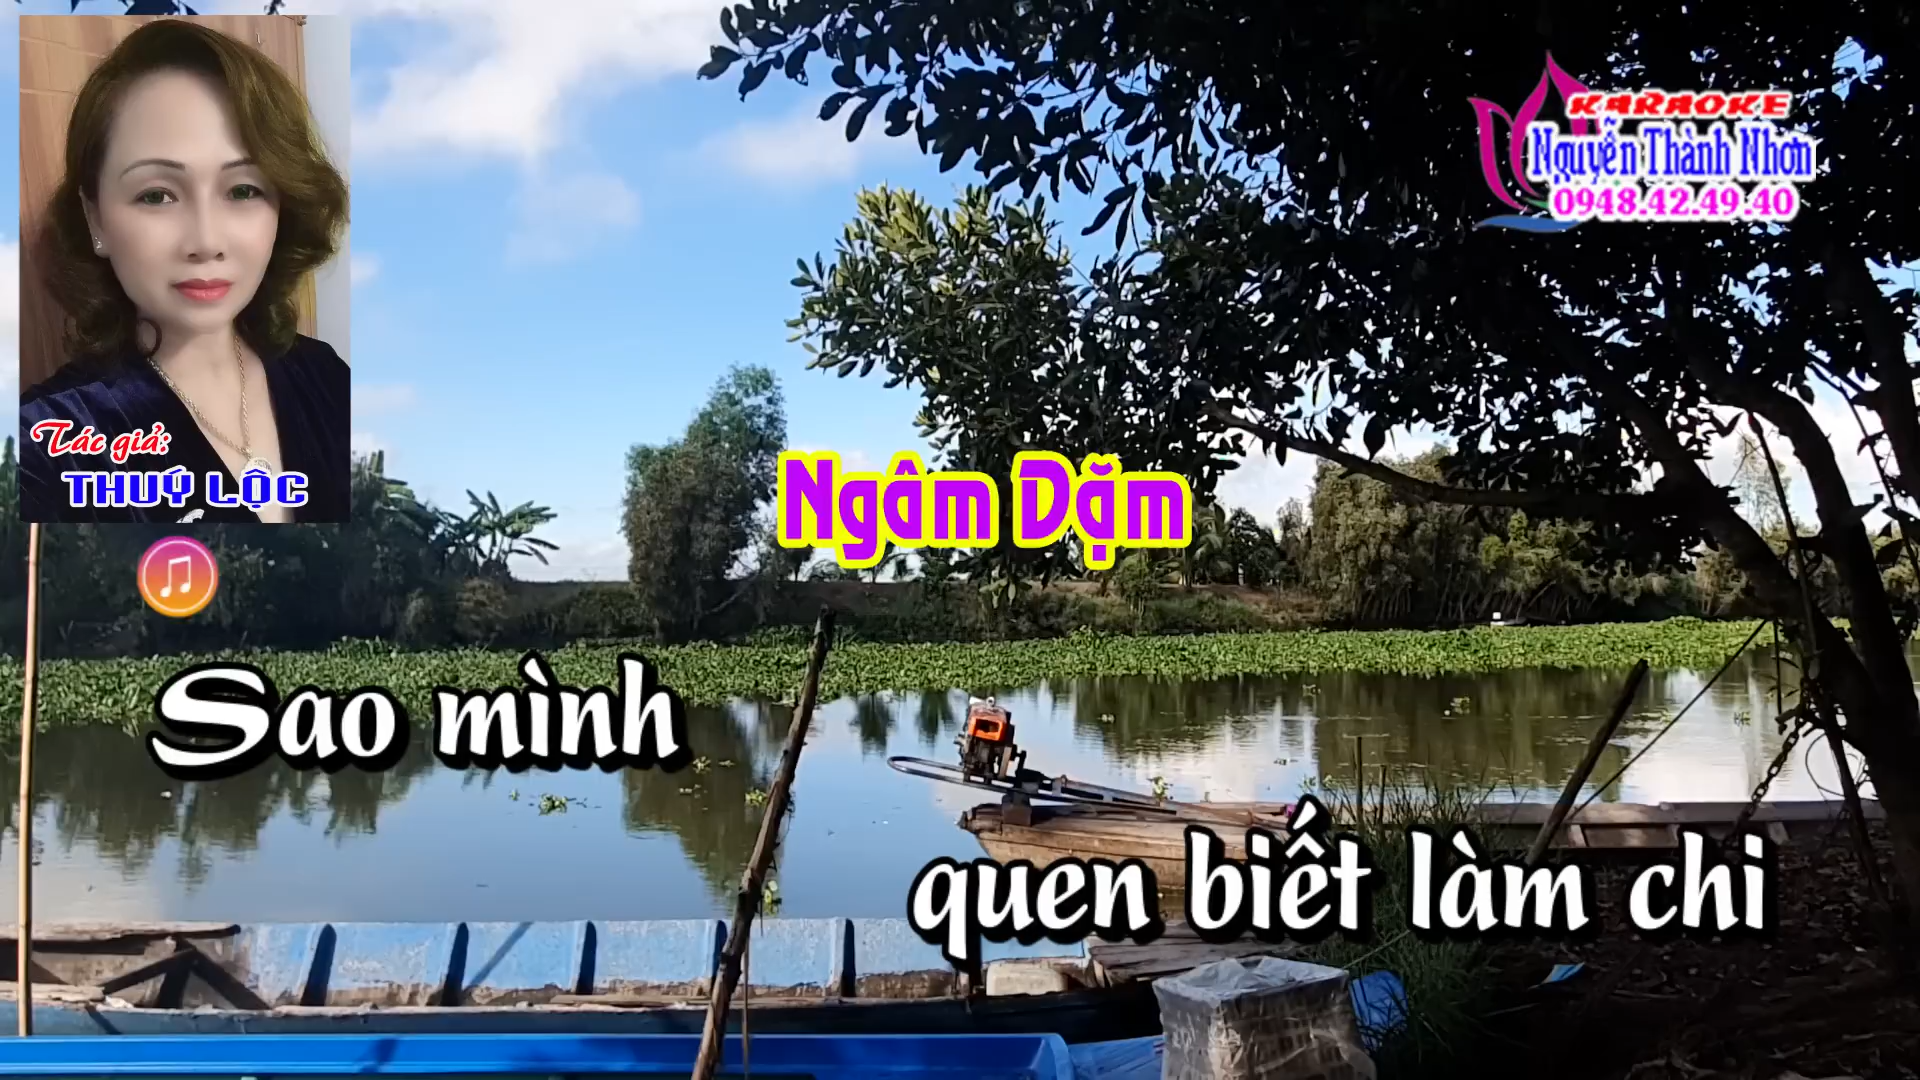 KARAOKE
Nguyễn Thành Nhơn
0948.42.49.40
Tác giả:
THUÝ LỘC
Ngâm Dặm
Sao mình
quen biết làm chi